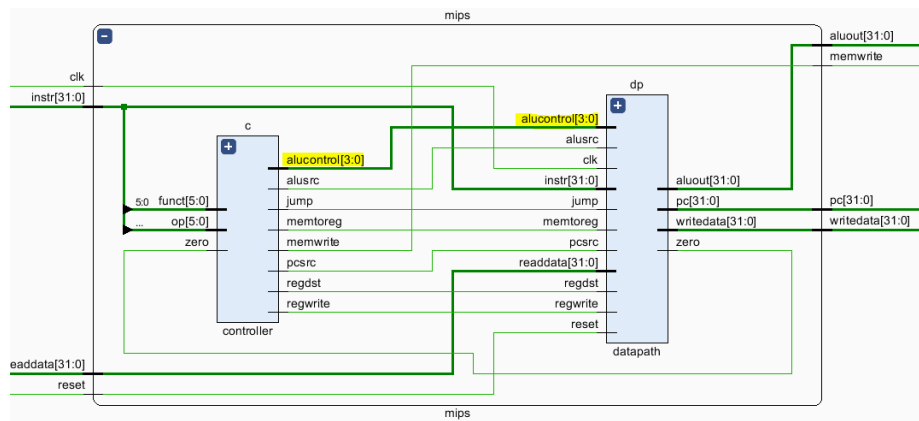 mips
clk
instr[31:0]
c
alucontrol[3:0]
alusrc
jump
memtoreg
memwrite
pcsrc
regdst
regwrite
5:0 funct[5:0]
... op[5:0]
zero
controller
dp
alucontrol[3:0]
alusrc
clk
instr[31:0]
jump
memtoreg
pcsrc
readdata[31:0]
regdst
regwrite
reset
aluout[31:0]
pc[31:0]
writedata[31:0]
zero
datapath
aluout[31:0]
memwrite
pc[31:0]
writedata[31:0]
eaddata[31:0]
reset
mips